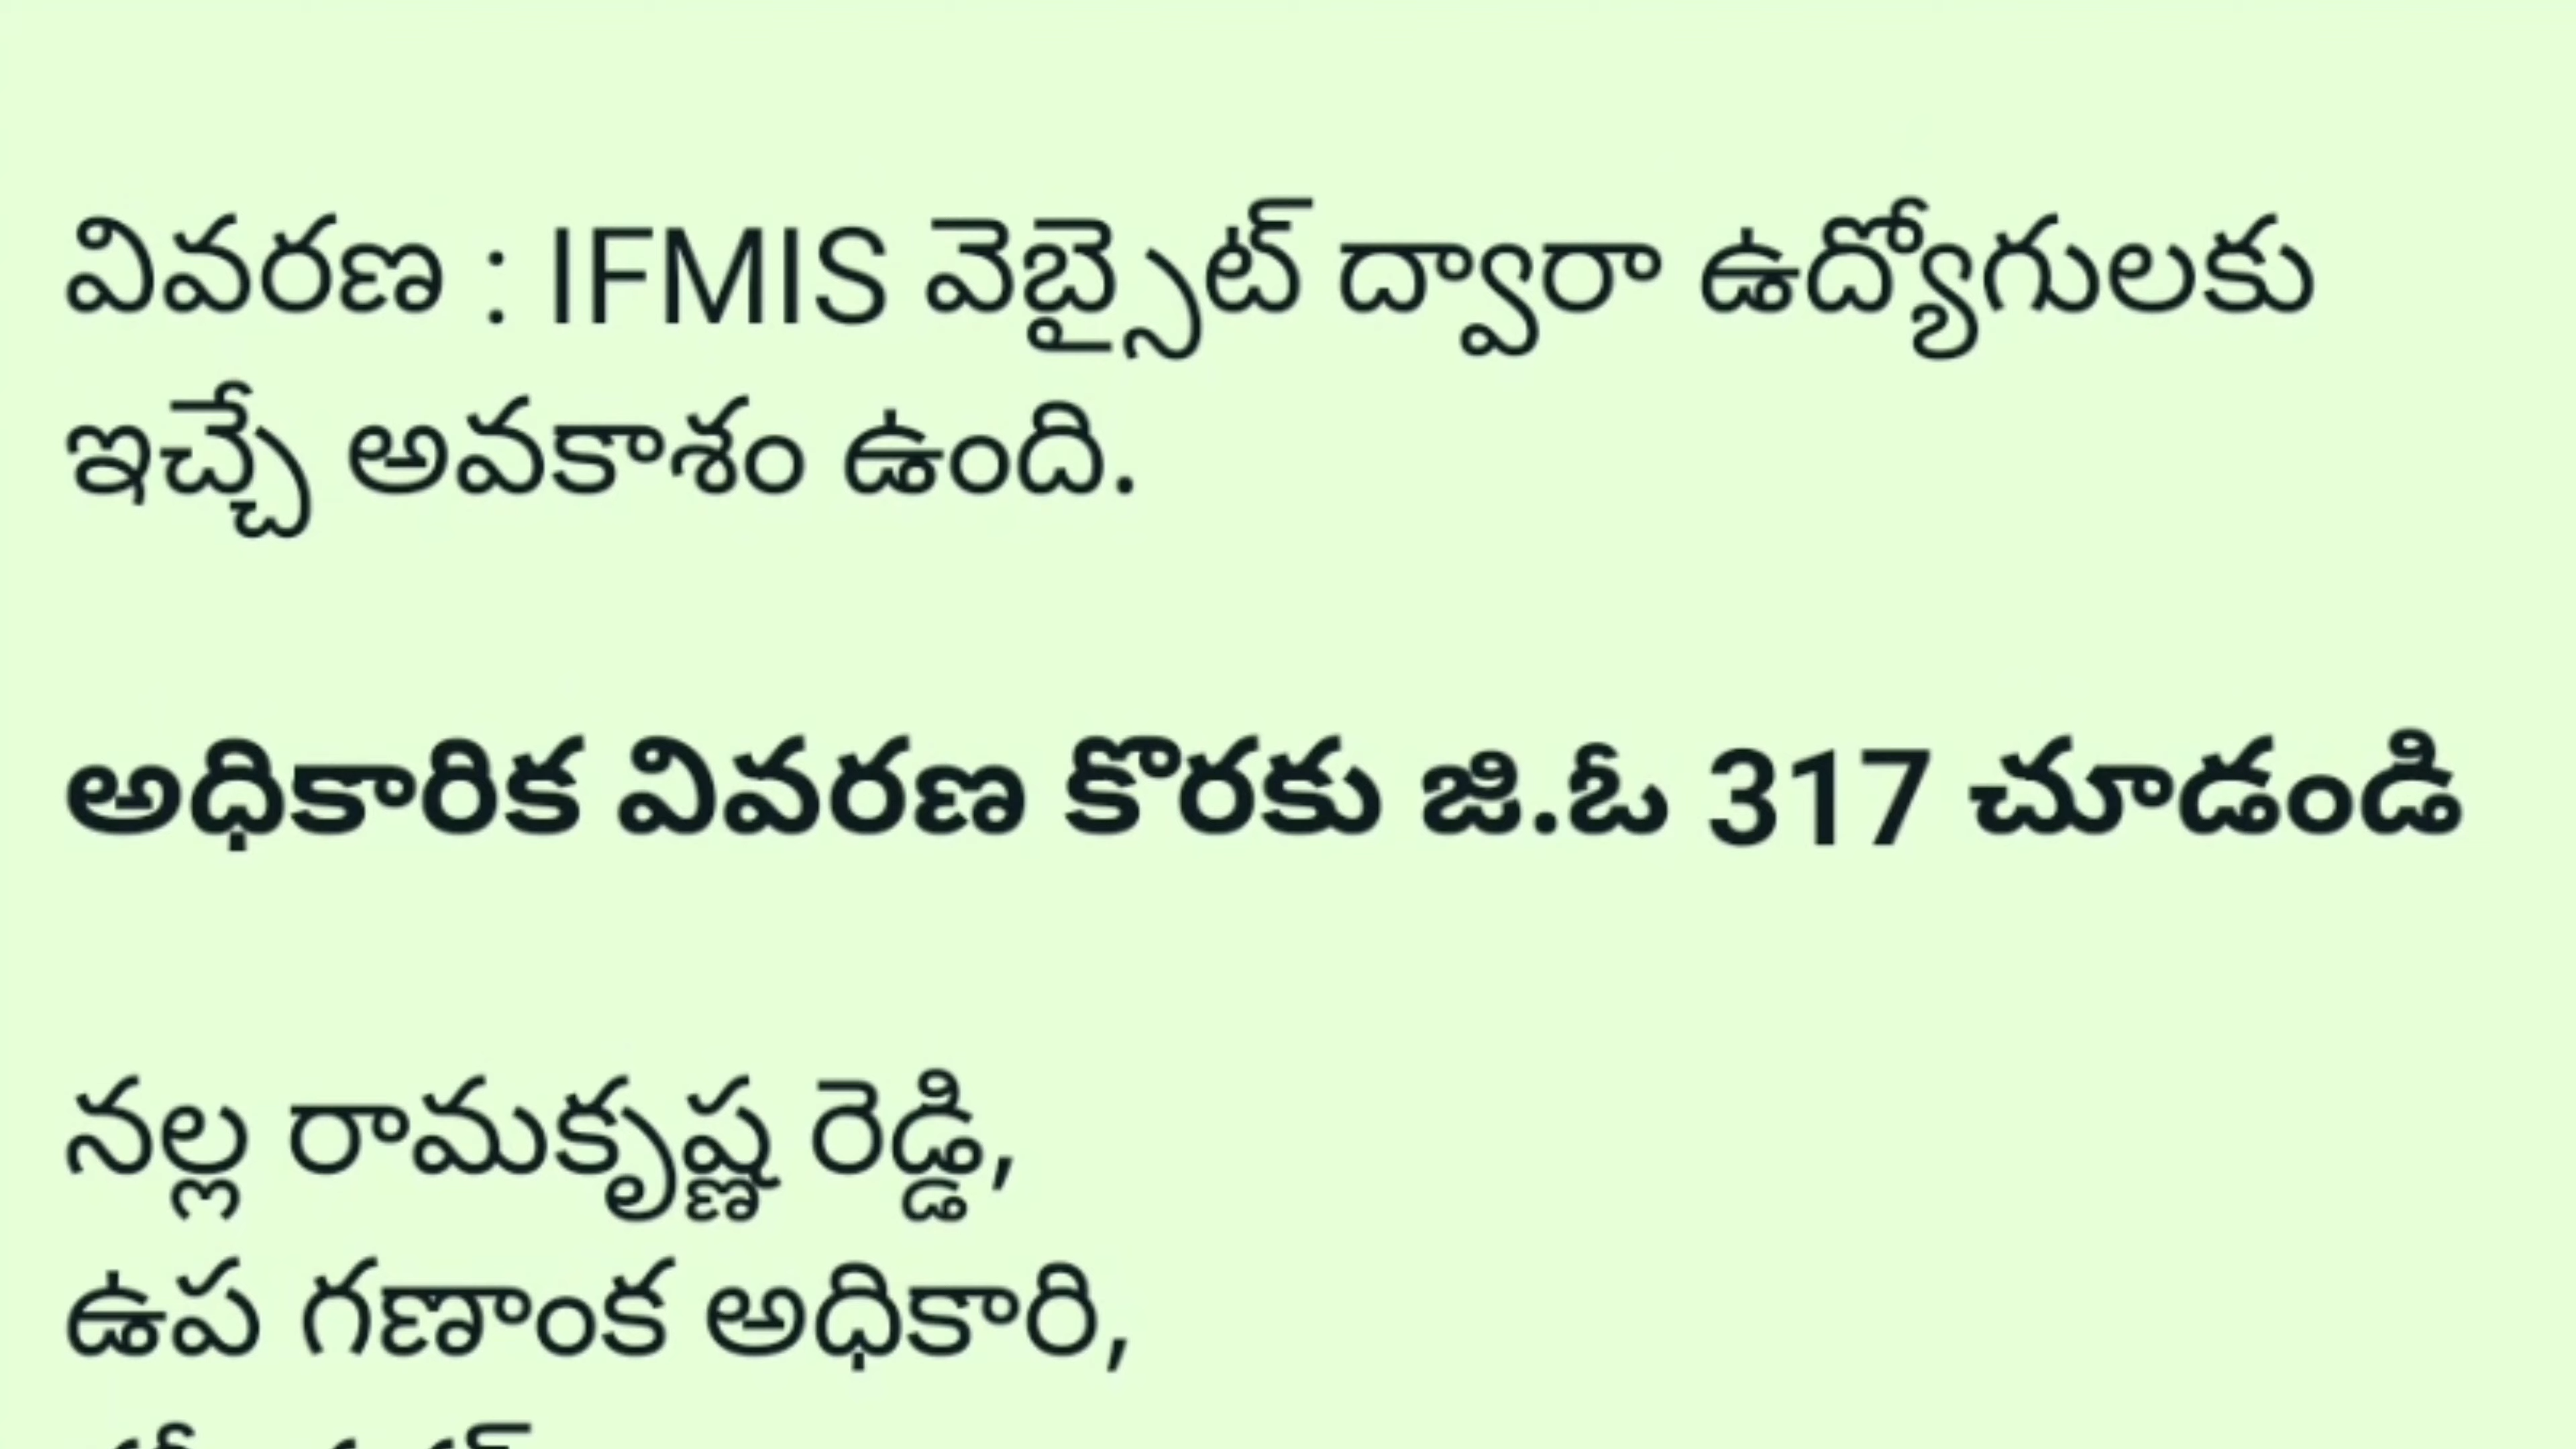 వివరణ : IFMIS వెబ్సైట్ ద్వారా ఉద్యోగులకు
ఇచ్చే అవకాశం ఉంది.
అధికారిక వివరణ కొరకు జి.ఓ 317 చూడండి
నల్ల రామకృష్ణ రెడ్డి,
ఉప గణాంక అధికారి,